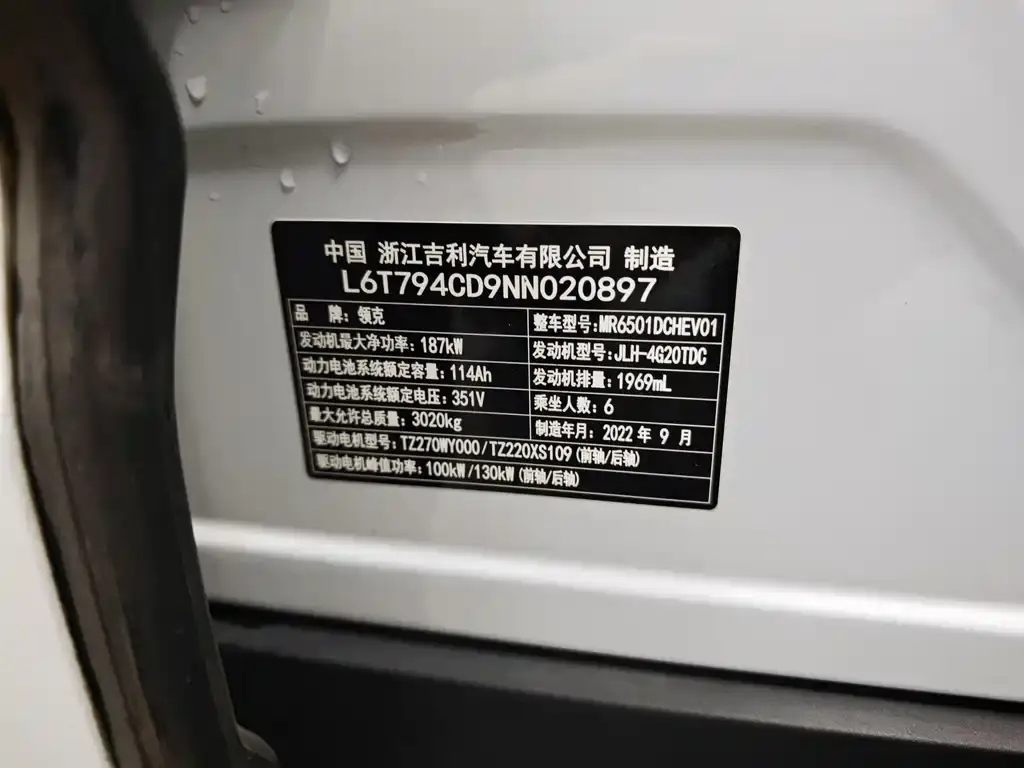 中国 浙江吉利汽车有限公司 制造
L6T794CD9NN020897
品 牌：领克 整车型号：MR6501DCHEV01
发动机最大净功率：187kW 发动机型号：JLH-4G20TDC
动力电池系统额定容量：114Ah 发动机排量：1969mL
动力电池系统额定电压：351V 乘坐人数：6
最大允许总质量：3020kg 制造年月：2022 年 9 月
驱动电机型号：TZ270WY000/TZ220XS109（前轴/后轴）
驱动电机峰值功率：100kW/130kW（前轴/后轴）